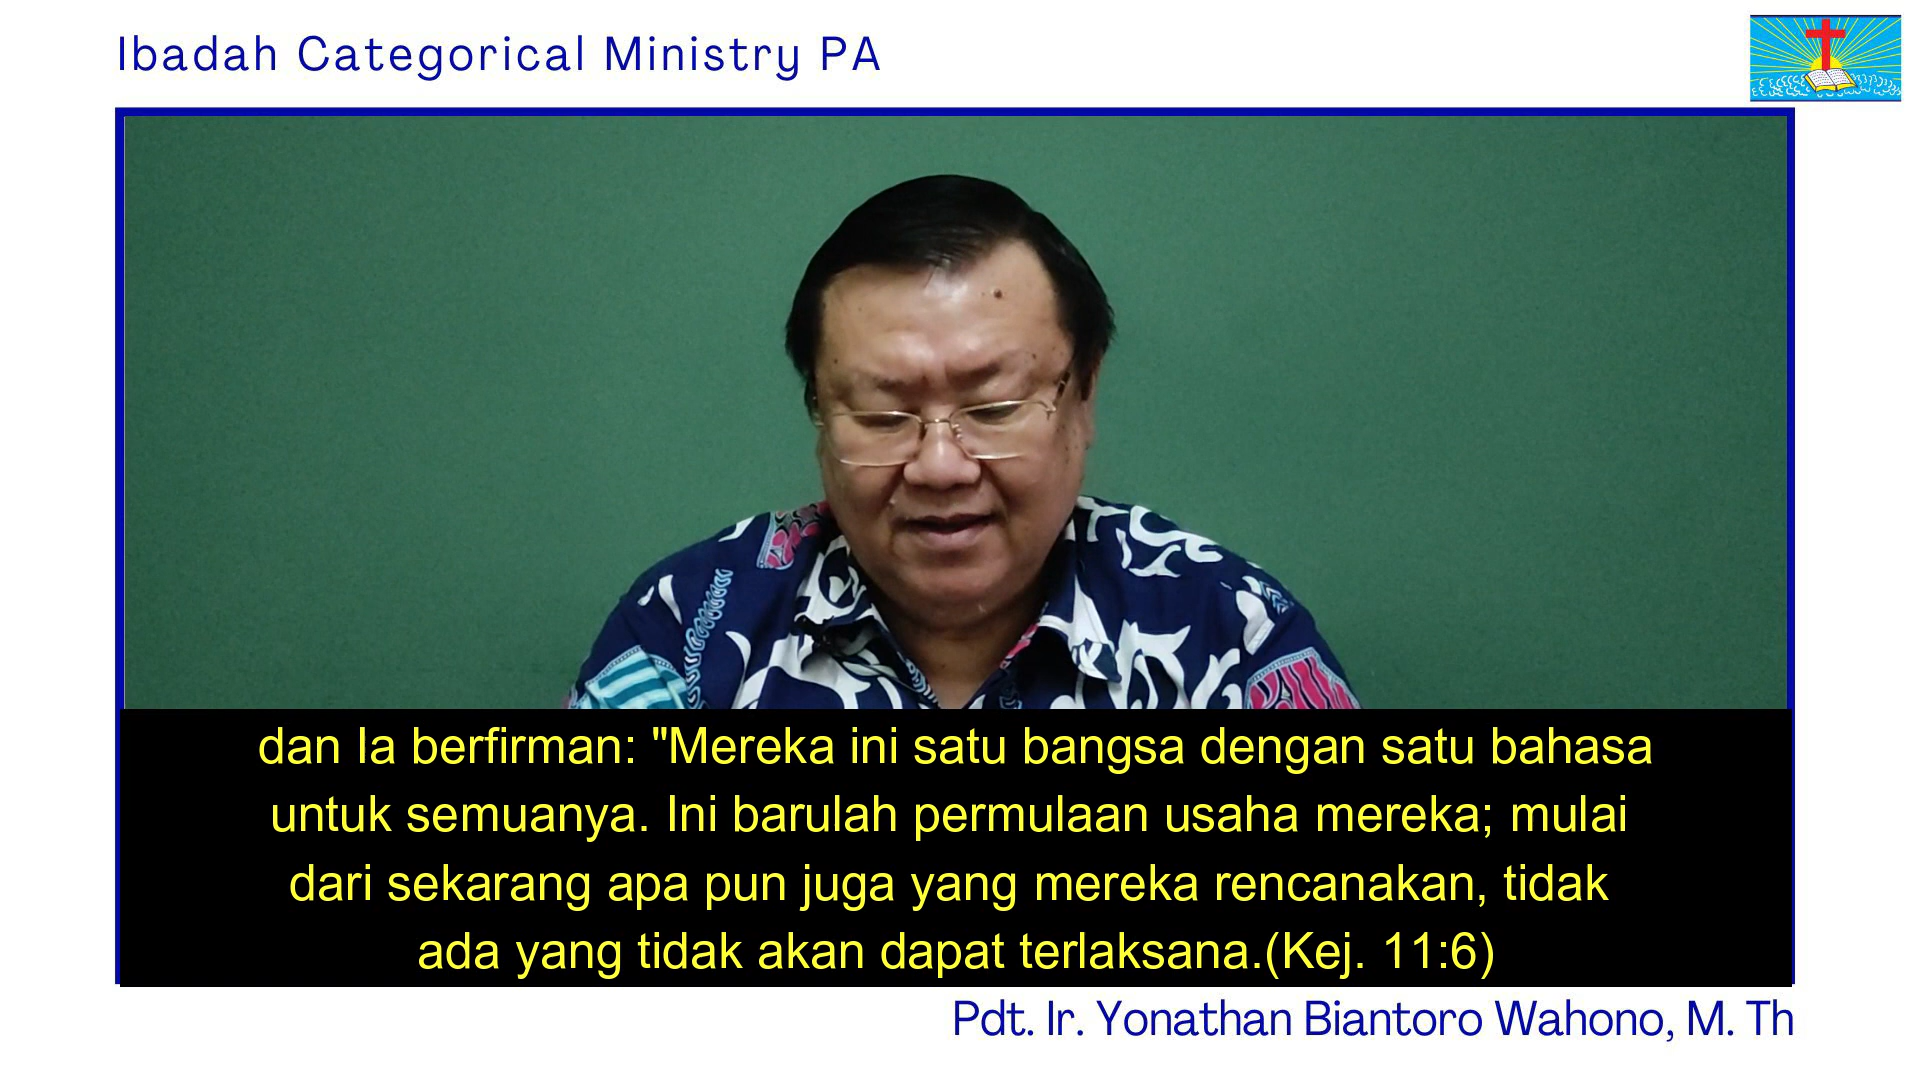 Ibadah Categorical Ministry PA
dan Ia berfirman: "Mereka ini satu bangsa dengan satu bahasa
untuk semuanya. Ini barulah permulaan usaha mereka; mulai
dari sekarang apa pun juga yang mereka rencanakan, tidak
ada yang tidak akan dapat terlaksana.(Kej. 11:6)
Pdt. Ir. Yonathan Biantoro Wahono, M. Th